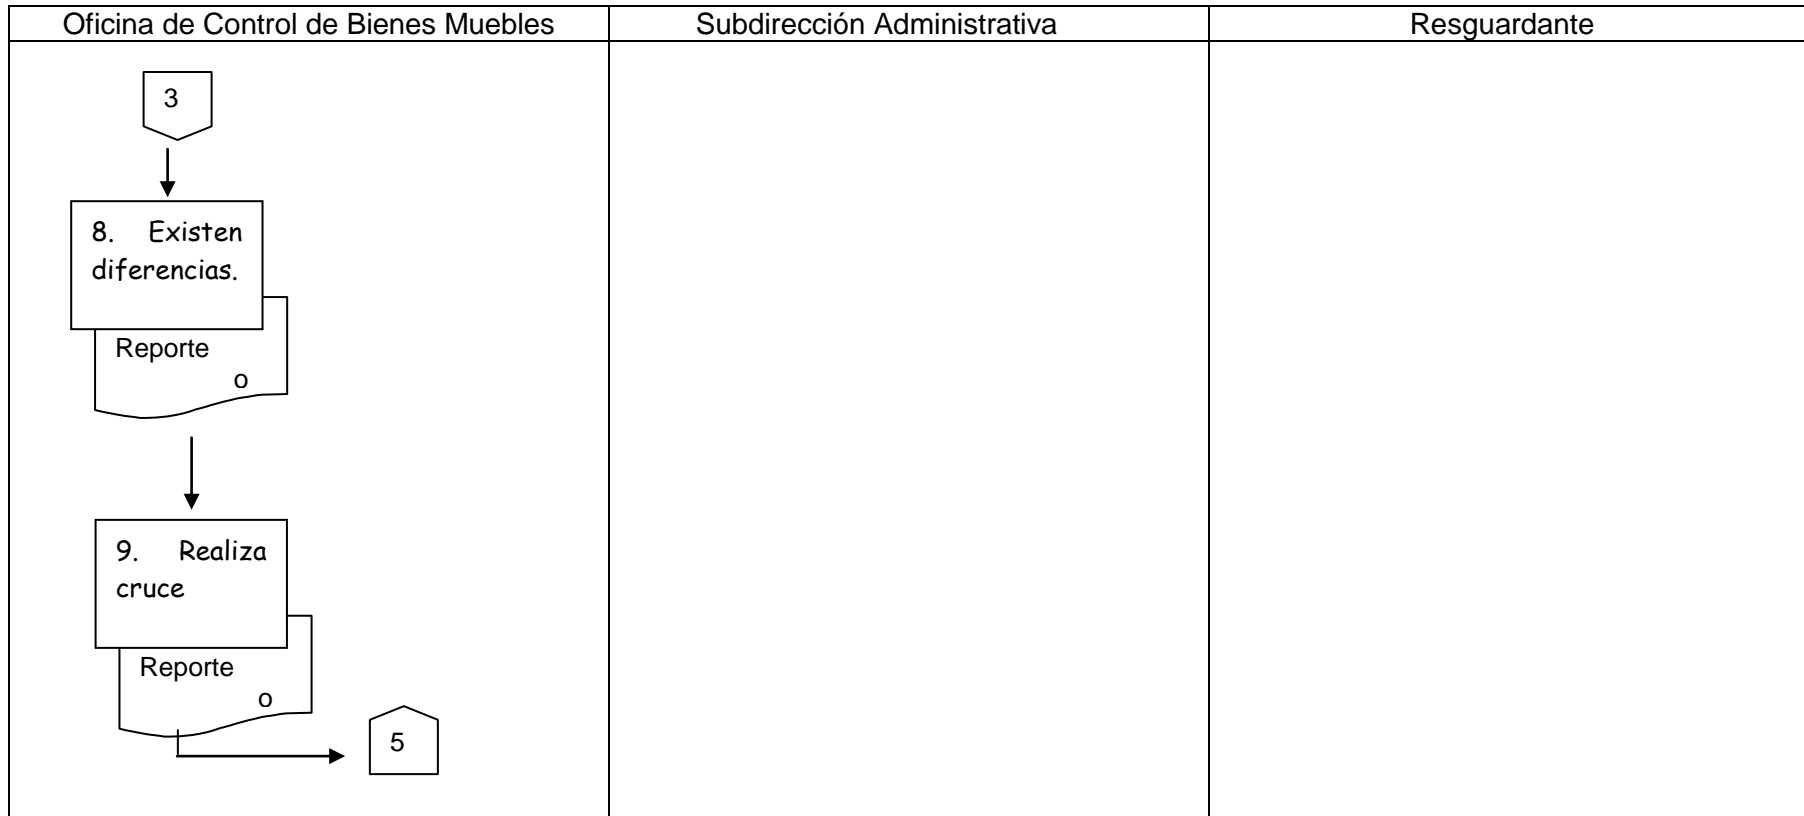 Oficina de Control de Bienes Muebles
Subdirección Administrativa
Resguardante
3
8. Existen
diferencias.
Reporte
o
9. Realiza
cruce
Reporte
o
5